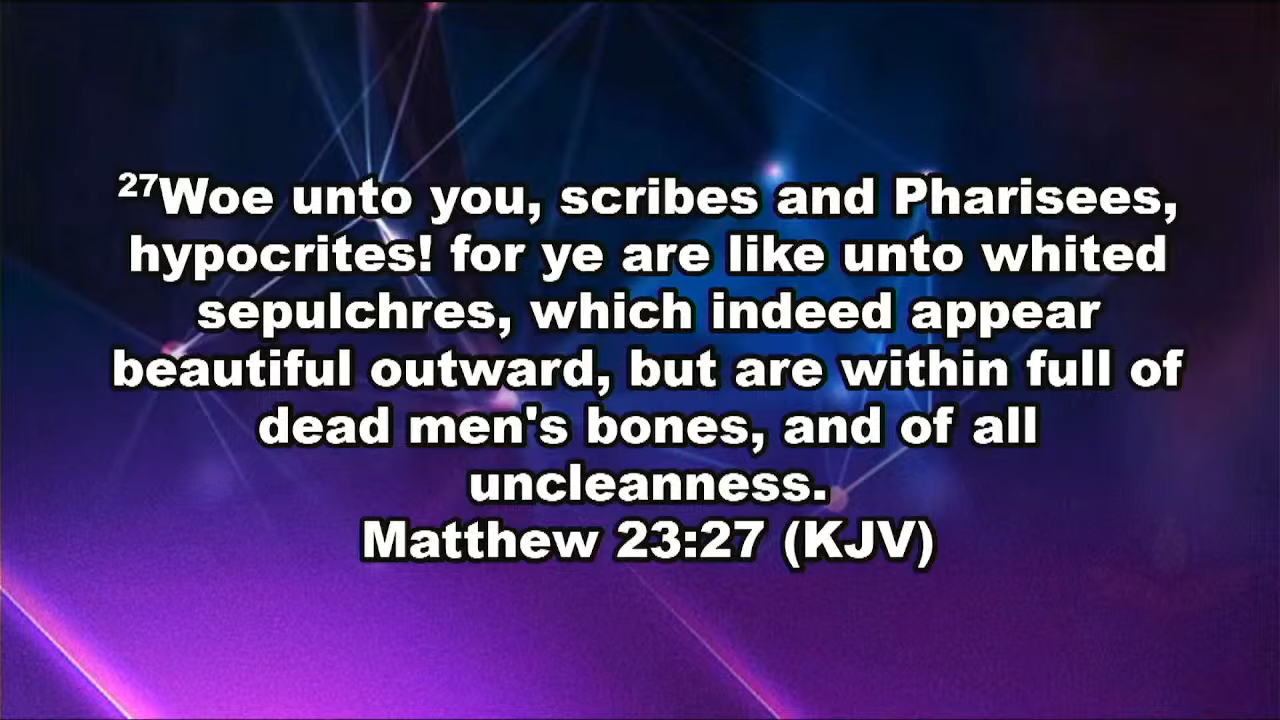 ²⁷Woe unto you, scribes and Pharisees,
hypocrites! for ye are like unto whited
sepulchres, which indeed appear
beautiful outward, but are within full of
dead men's bones, and of all
uncleanness.
Matthew 23:27 (KJV)